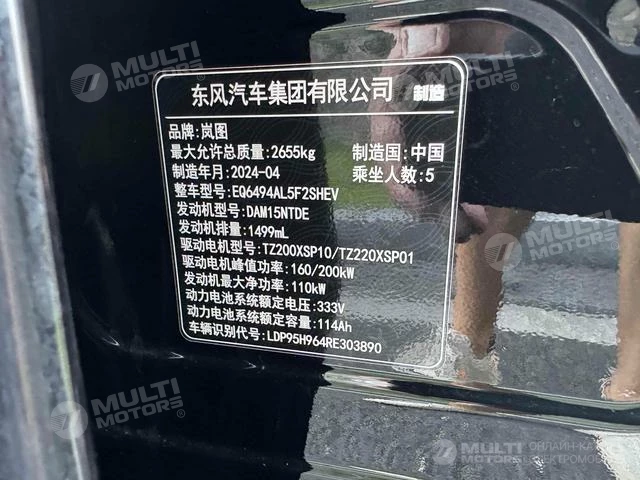 MULTI MOTORS
MULTI MOTORS
MULTI MOTORS
东风汽车集团有限公司 制造
品牌:岚图
最大允许总质量:2655kg 制造国:中国
制造年月:2024-04 乘坐人数:5
整车型号:EQ6494AL5F2SHEV
发动机型号:DAM15NTDE
发动机排量:1499mL
驱动电机型号:TZ200XSP10/TZ220XSP01
驱动电机峰值功率:160/200kW
发动机最大净功率:110kW
动力电池系统额定电压:333V
动力电池系统额定容量:114Ah
车辆识别代号:LDP95H964RE303890
MULTI MOTORS
MULTI MOTORS
ОНЛАЙН-КА
ЭЛЕКТРОМОБ